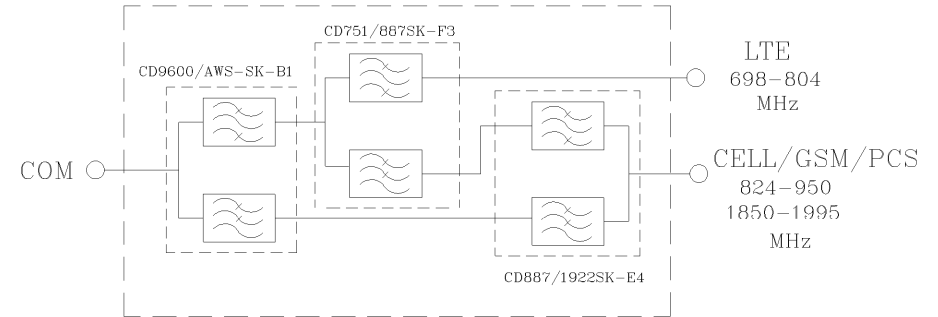 CD751/887SK-F3
CD9600/AWS-SK-B1
LTE
698-804
MHz
COM
CELL/GSM/PCS
824-950
1850-1995
MHz
CD887/1922SK-E4